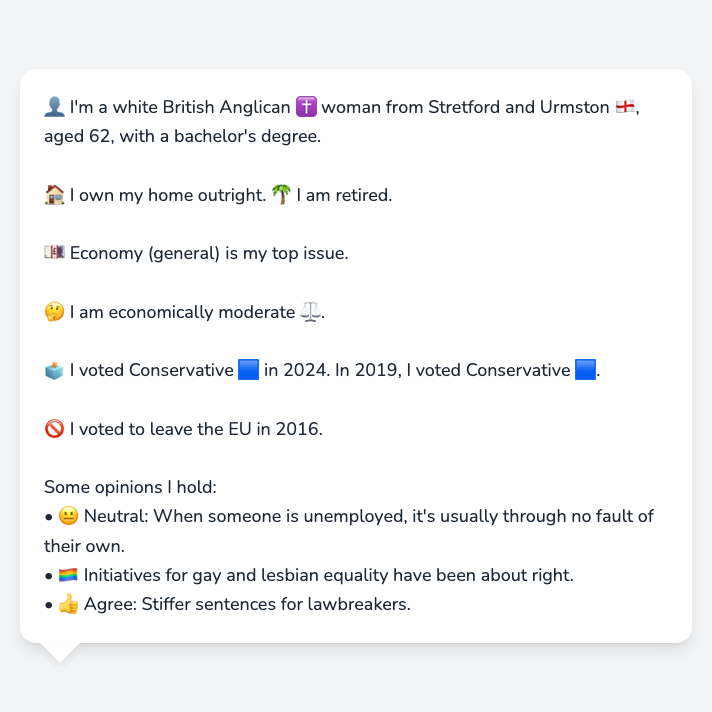 👤 I'm a white British Anglican ✝️ woman from Stretford and Urmston 🏴󠁧󠁢󠁥󠁮󠁧󠁿,
aged 62, with a bachelor's degree.
🏠 I own my home outright. 🌴 I am retired.
💷 Economy (general) is my top issue.
🤔 I am economically moderate ⚖️.
🗳️ I voted Conservative 🟦 in 2024. In 2019, I voted Conservative 🟦.
🚫 I voted to leave the EU in 2016.
Some opinions I hold:
• 😐 Neutral: When someone is unemployed, it's usually through no fault of
their own.
• 🏳️‍🌈 Initiatives for gay and lesbian equality have been about right.
• 👍 Agree: Stiffer sentences for lawbreakers.